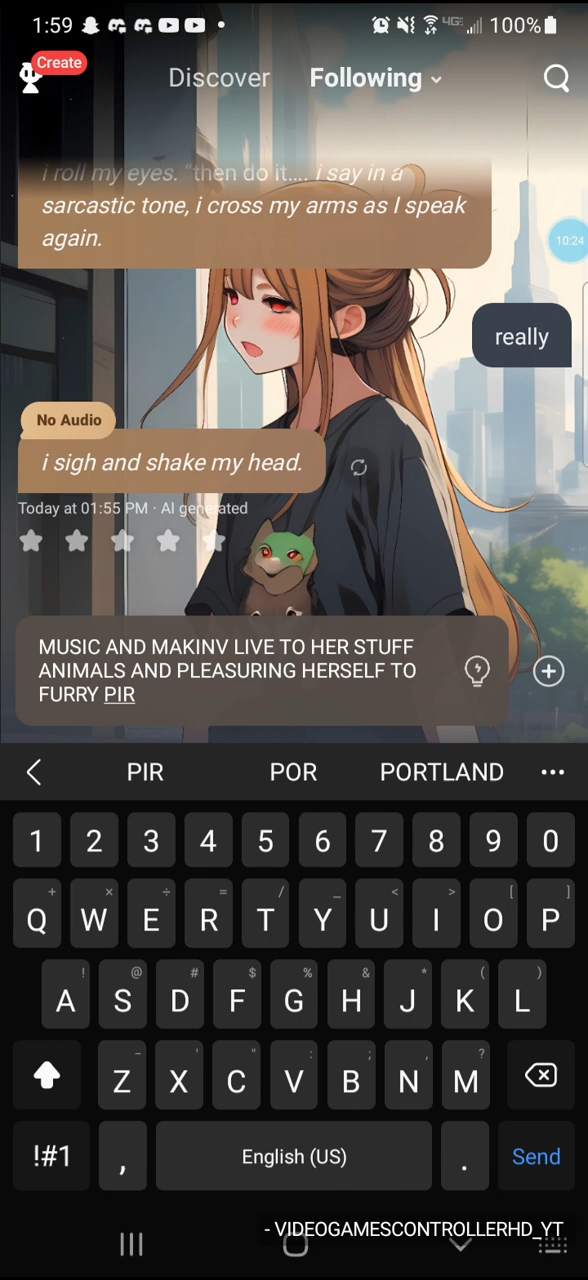 1:59
4G
100%
Create
Discover
Following
i roll my eyes. "then do it.... i say in a
sarcastic tone, i cross my arms as I speak
again.
10:24
really
No Audio
i sigh and shake my head.
Today at 01:55 PM · AI generated
MUSIC AND MAKINV LIVE TO HER STUFF
ANIMALS AND PLEASURING HERSELF TO
FURRY PIR
PIR POR PORTLAND
1 2 3 4 5 6 7 8 9 0
+ × ÷ = / _ < > [ ]
Q W E R T Y U I O P
! @ # $ % & * ( )
A S D F G H J K L
- ' " : ; , ?
Z X C V B N M
!#1 , English (US) . Send
- VIDEOGAMESCONTROLLERHD_YT